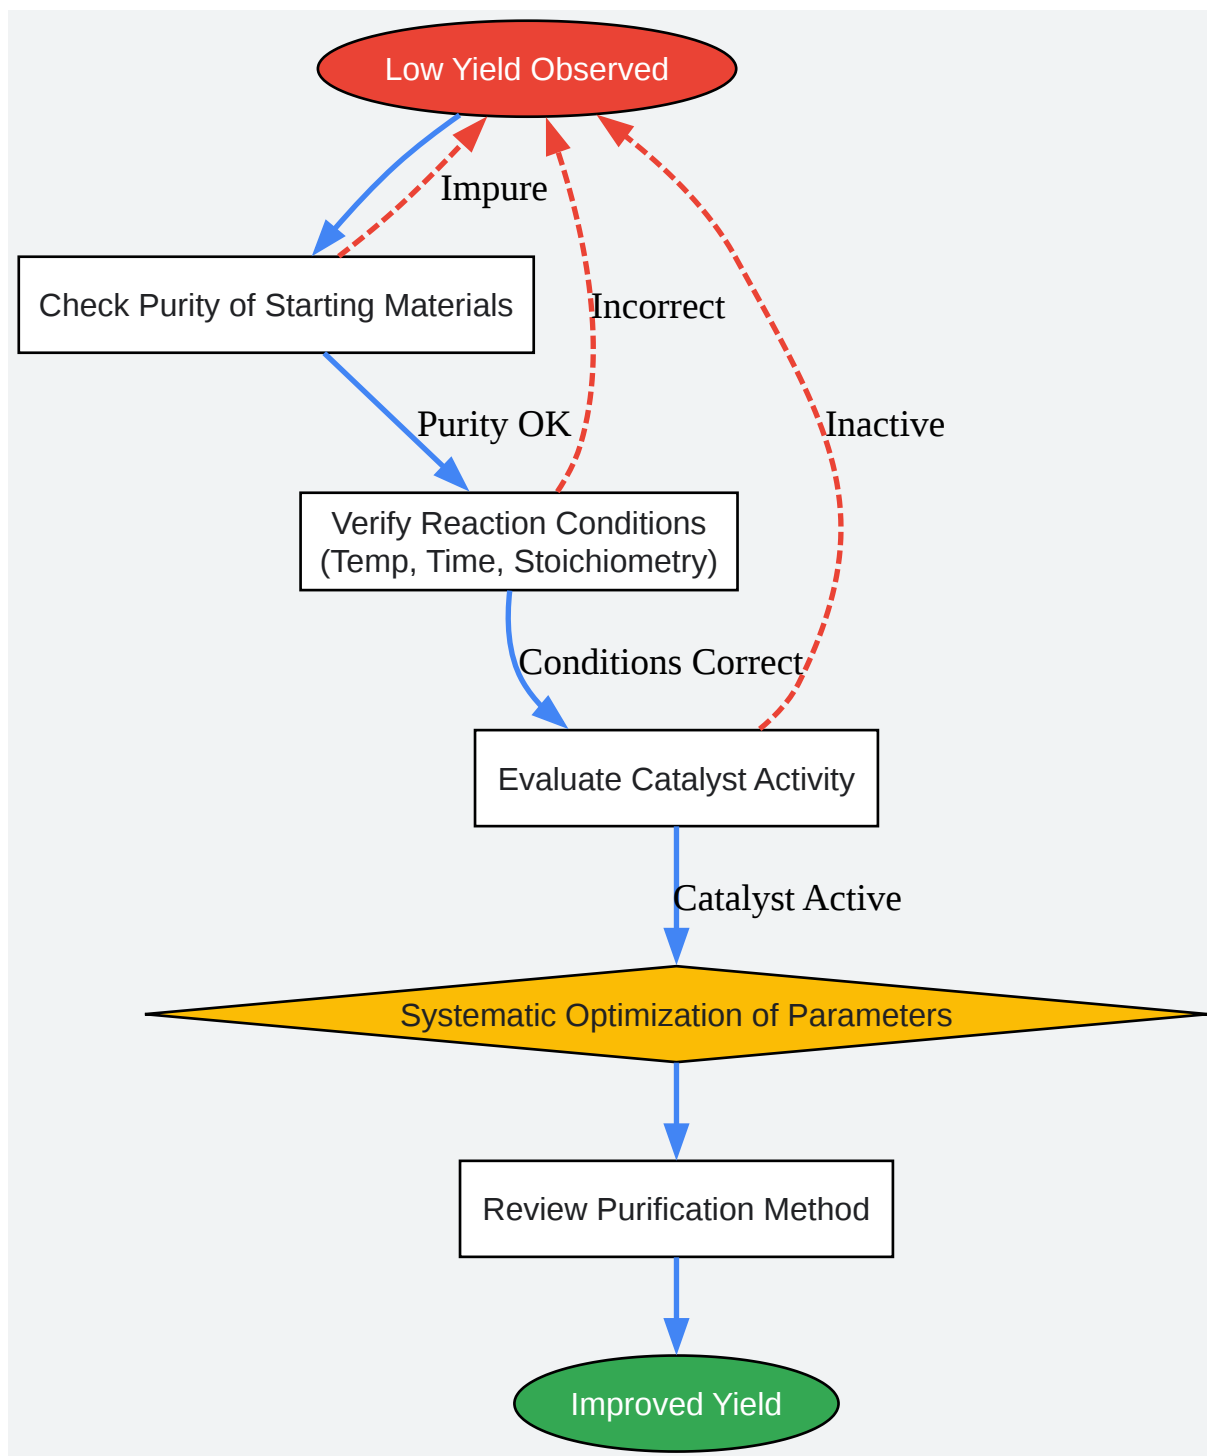 Low Yield Observed
Impure
Check Purity of Starting Materials
Incorrect
Purity OK
Inactive
Verify Reaction Conditions
(Temp, Time, Stoichiometry)
Conditions Correct
Evaluate Catalyst Activity
Catalyst Active
Systematic Optimization of Parameters
Review Purification Method
Improved Yield